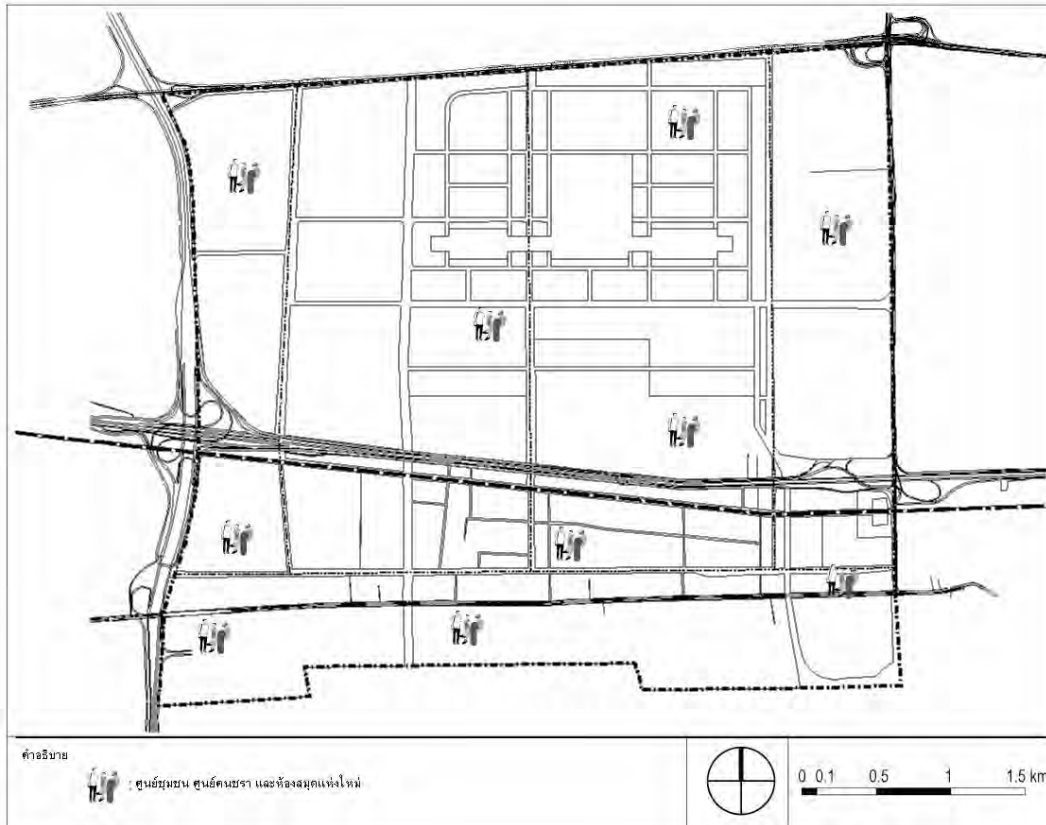 คำอธิบาย
: ศูนย์ชุมชน ศูนย์คนชรา และห้องสมุดแห่งใหม่
0 0.1 0.5 1 1.5 km